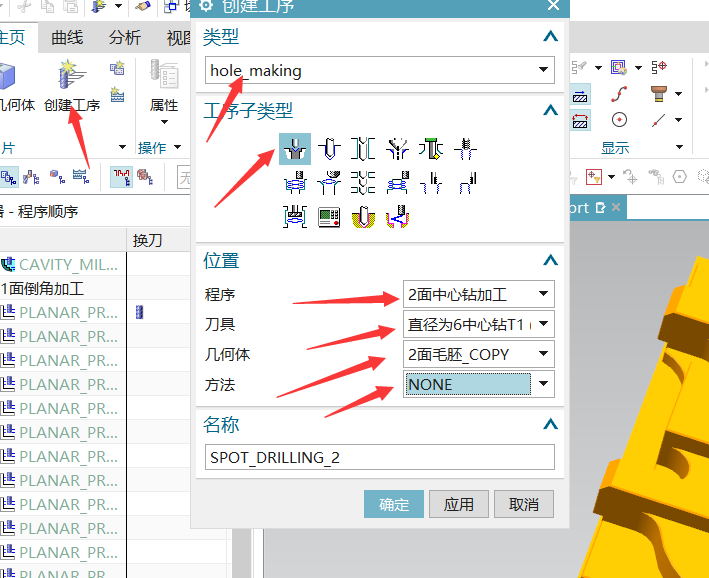 创建工序
主页 曲线 分析 视图
几何体 创建工序 属性
片 操作 显示
类型
hole_making
工序子类型
器 - 程序顺序
换刀
CAVITY_MIL...
1面倒角加工
PLANAR_PR...
PLANAR_PR...
PLANAR_PR...
PLANAR_PR...
PLANAR_PR...
PLANAR_PR...
PLANAR_PR...
PLANAR_PR...
PLANAR_PR...
PLANAR_PR...
PLANAR_PR...
PLANAR_PR...
位置
程序 2面中心钻加工
刀具 直径为6中心钻T1 (
几何体 2面毛胚_COPY
方法 NONE
名称
SPOT_DRILLING_2
确定 应用 取消
无
ort